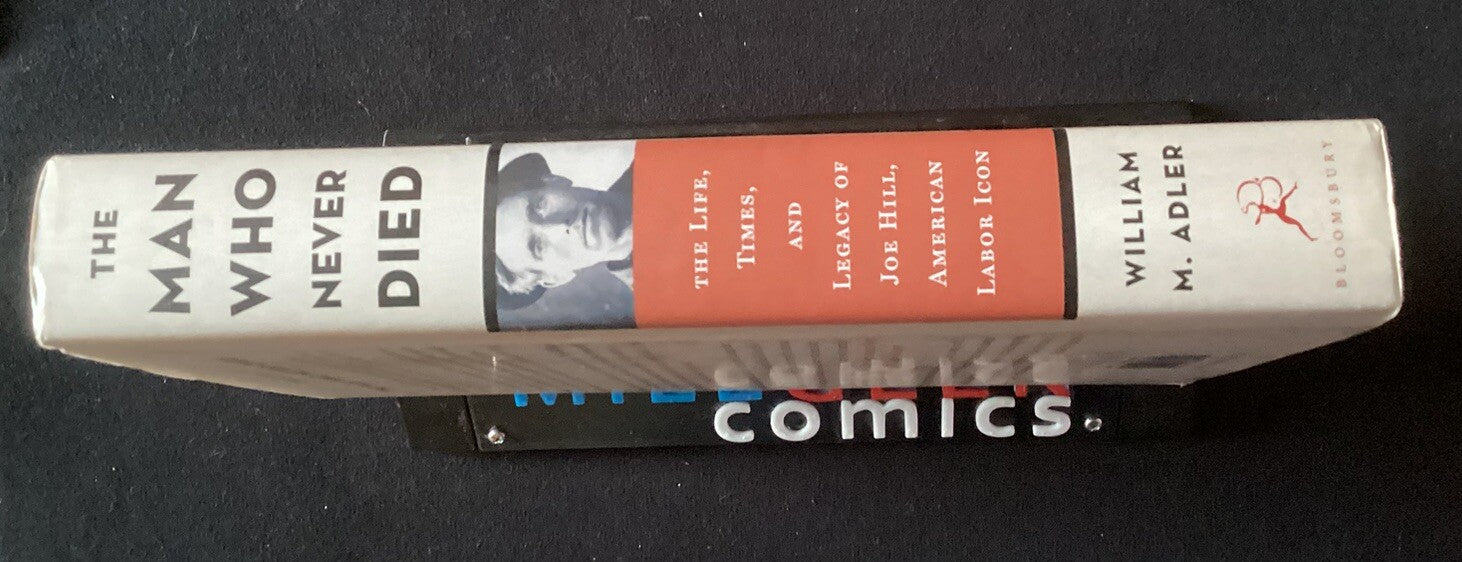 THE
MAN
WHO
NEVER
DIED
THE LIFE,
TIMES,
AND
LEGACY OF
JOE HILL,
AMERICAN
LABOR ICON
WILLIAM
M. ADLER
BLOOMSBURY
comics.